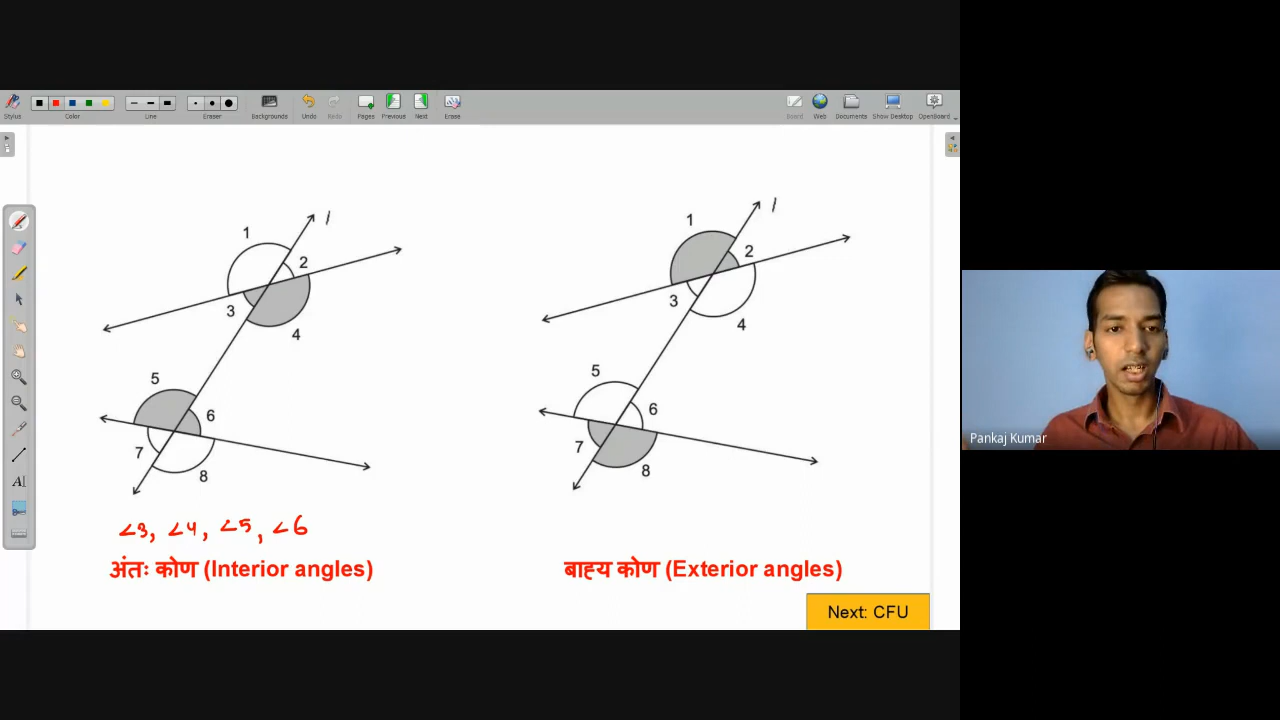 Stylus Color Line Eraser Backgrounds Undo Redo Pages Previous Next Erase Board Web Documents Show Desktop OpenBoard
l
1
2
3
4
5
6
7
8
∠3, ∠4, ∠5, ∠6
अंतः कोण (Interior angles)
l
1
2
3
4
5
6
7
8
बाह्य कोण (Exterior angles)
Next: CFU
Pankaj Kumar